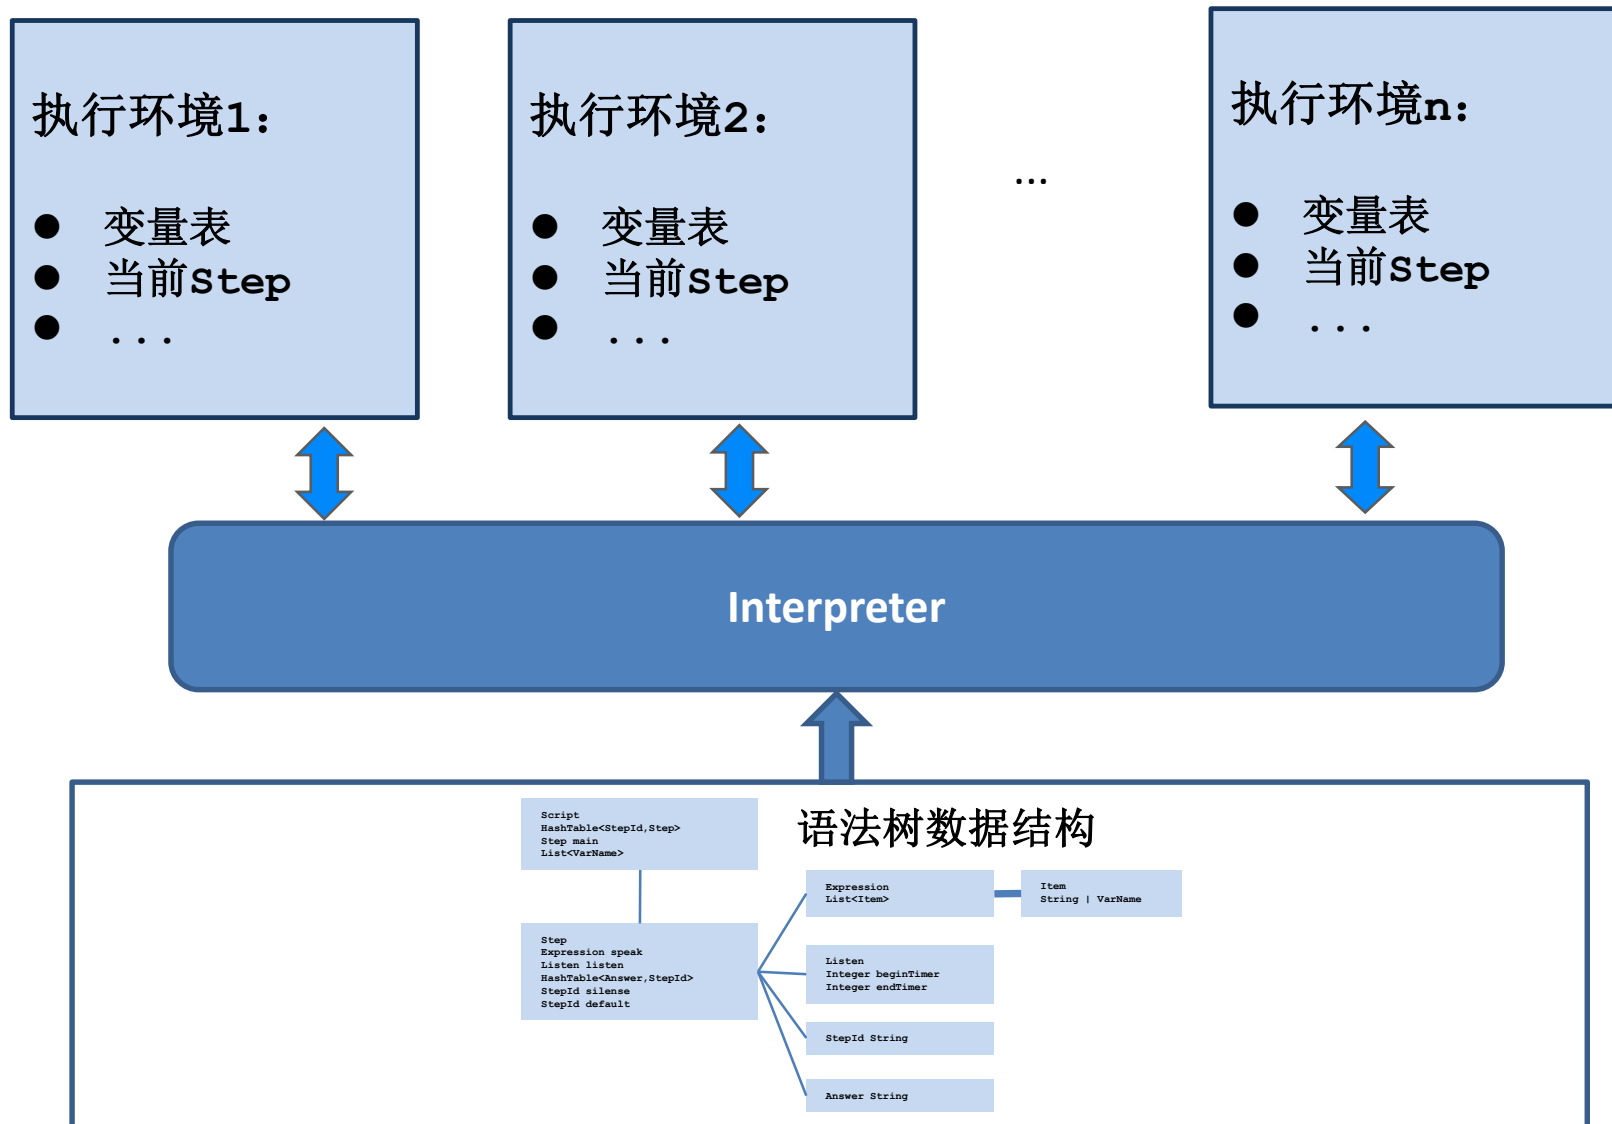 执行环境1：
● 变量表
● 当前Step
● ...
执行环境2：
● 变量表
● 当前Step
● ...
...
执行环境n：
● 变量表
● 当前Step
● ...
Interpreter
语法树数据结构
Script
HashTable<StepId,Step>
Step main
List<VarName>
Step
Expression speak
Listen listen
HashTable<Answer,StepId>
StepId silense
StepId default
Expression
List<Item>
Item
String | VarName
Listen
Integer beginTimer
Integer endTimer
StepId String
Answer String